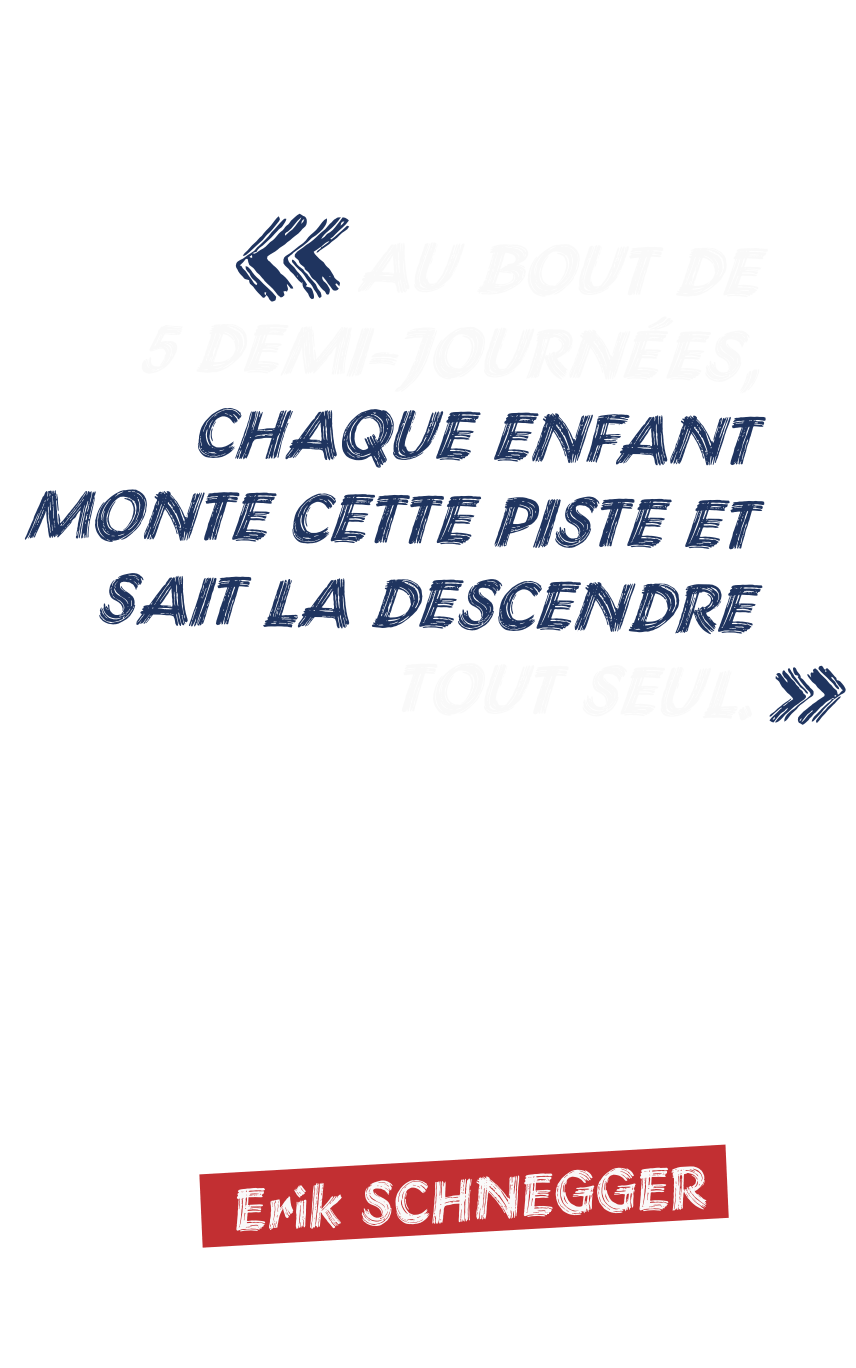 « AU BOUT DE
5 DEMI-JOURNÉES,
CHAQUE ENFANT
MONTE CETTE PISTE ET
SAIT LA DESCENDRE
TOUT SEUL. »
Erik SCHNEGGER